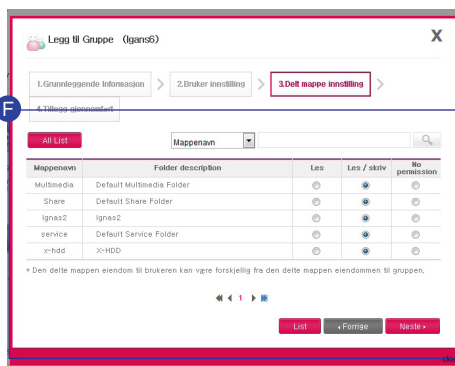 Legg til Gruppe (Igans6)
X
1.Grunnleggende Informasjon > 2.Bruker innstilling > 3.Delt mappe innstilling >
4.Tillegg gjennomført
F
All List Mappenavn
Mappenavn Folder description Les Les / skriv No permission
Multimedia Default Multimedia Folder
Share Default Share Folder
Ignas2 Ignas2
service Default Service Folder
x-hdd X-HDD
* Den delte mappen eiendom til brukeren kan være forskjellig fra den delte mappen eiendommen til gruppen,
1
List Forrige Neste